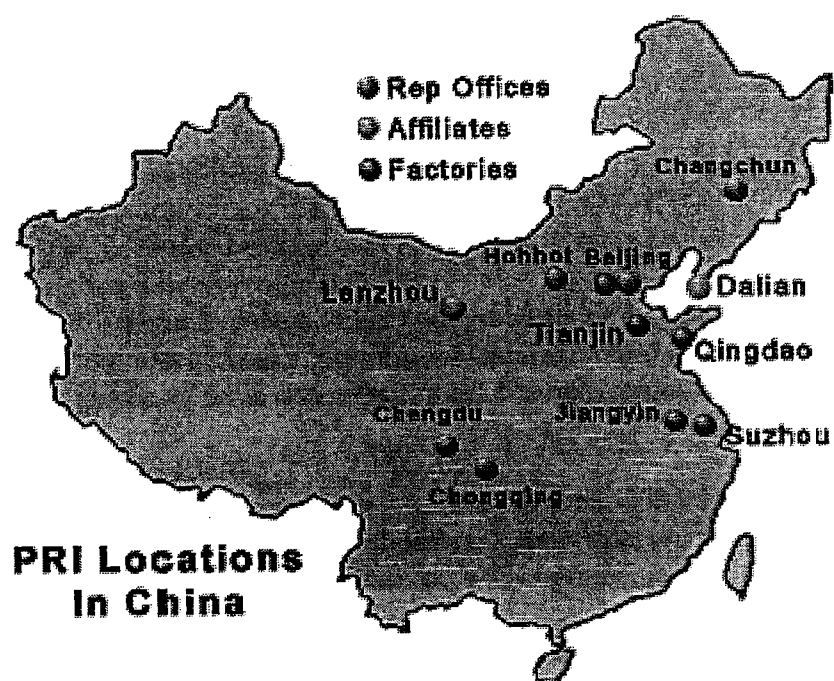 Rep Offices
Affiliates
Factories
Changchun
Hohhot Beijing
Lanzhou
Dalian
Tianjin
Qingdao
Chengdu
Jiangyin
Suzhou
Chongqing
PRI Locations
In China